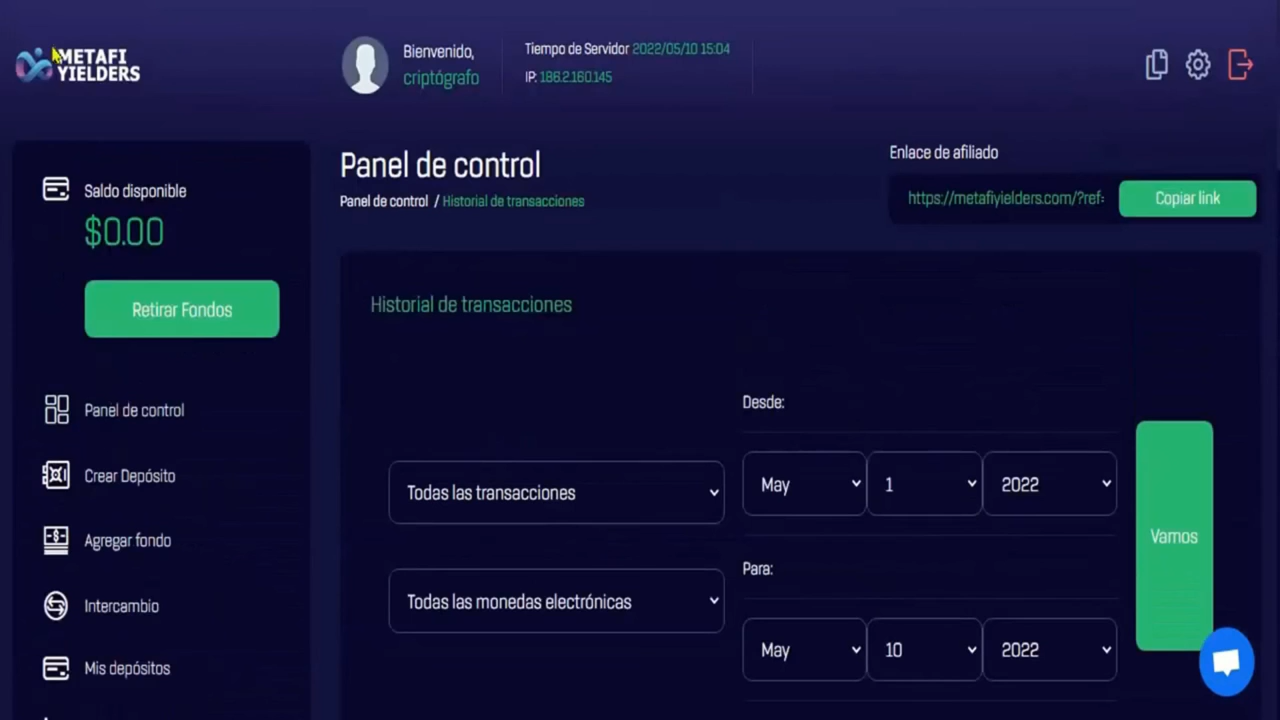 METAFI
YIELDERS
Bienvenido,
criptógrafo
Tiempo de Servidor 2022/05/10 15:04
IP: 186.2.160.145
Saldo disponible
$0.00
Retirar Fondos
Panel de control
Crear Depósito
Agregar fondo
Intercambio
Mis depósitos
Panel de control
Panel de control / Historial de transacciones
Enlace de afiliado
https://metafiyielders.com/?ref=
Copiar link
Historial de transacciones
Todas las transacciones
Todas las monedas electrónicas
Desde:
May 1 2022
Para:
May 10 2022
Vamos